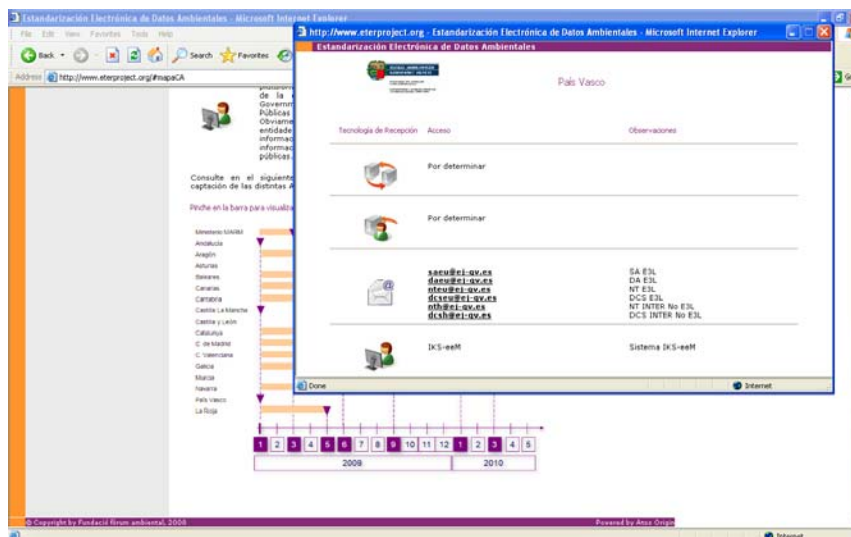 Estandarización Electrónica de Datos Ambientales - Microsoft Internet Explorer
File Edit View Favorites Tools Help
Back Search Favorites
Address http://www.eterproject.org/#mapaCA
de la
Governm
Públicas
Obviame
entidade
informac
informac
públicas.
Consulte en el siguiente
captación de las distintas A
Pinche en la barra para visualiza
Ministerio MARM
Andalucía
Aragón
Asturias
Baleares
Canarias
Cantabria
Castilla La Mancha
Castilla y León
Catalunya
C. de Madrid
C. Valenciana
Galicia
Murcia
Navarra
País Vasco
La Rioja
1 2 3 4 5 6 7 8 9 10 11 12 1 2 3 4 5
2009 2010
© Copyright by Fundació fòrum ambiental, 2008 Powered by Atos Origin
Internet
http://www.eterproject.org - Estandarización Electrónica de Datos Ambientales - Microsoft Internet Explorer
Estandarización Electrónica de Datos Ambientales
País Vasco
Tecnología de Recepción Acceso Observaciones
Por determinar
Por determinar
saeu@ej-gv.es SA E3L
daeu@ej-gv.es DA E3L
nteu@ej-gv.es NT E3L
dcseu@ej-gv.es DCS E3L
nth@ej-gv.es NT INTER No E3L
dcsh@ej-gv.es DCS INTER No E3L
IKS-eeM Sistema IKS-eeM
Done Internet